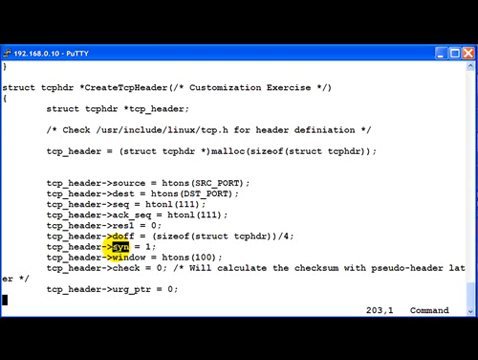 192.168.0.10 - PuTTY
}
struct tcphdr *CreateTcpHeader(/* Customization Exercise */)
{
struct tcphdr *tcp_header;
/* Check /usr/include/linux/tcp.h for header definiation */
tcp_header = (struct tcphdr *)malloc(sizeof(struct tcphdr));
tcp_header->source = htons(SRC_PORT);
tcp_header->dest = htons(DST_PORT);
tcp_header->seq = htonl(111);
tcp_header->ack_seq = htonl(111);
tcp_header->res1 = 0;
tcp_header->doff = (sizeof(struct tcphdr))/4;
tcp_header->syn = 1;
tcp_header->window = htons(100);
tcp_header->check = 0; /* Will calculate the checksum with pseudo-header lat
er */
tcp_header->urg_ptr = 0;
203,1 Command